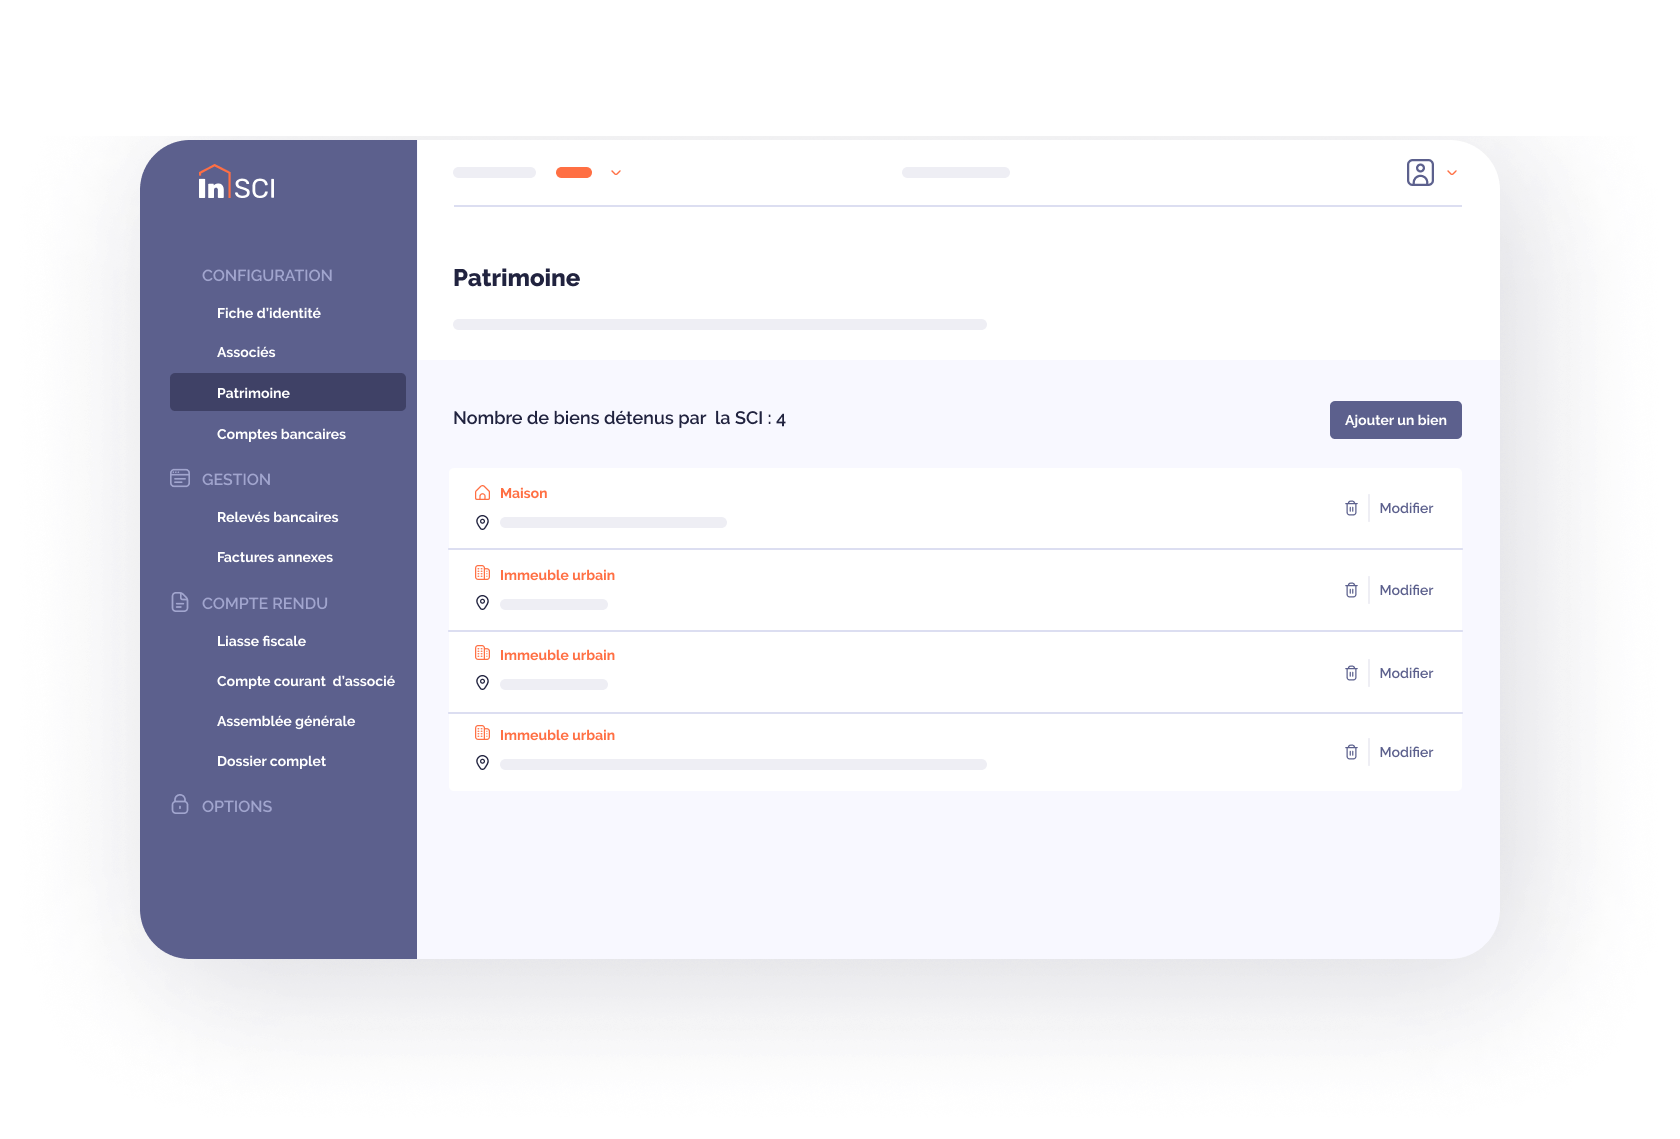 In SCI
CONFIGURATION
Fiche d'identité
Associés
Patrimoine
Comptes bancaires
GESTION
Relevés bancaires
Factures annexes
COMPTE RENDU
Liasse fiscale
Compte courant d'associé
Assemblée générale
Dossier complet
OPTIONS
Patrimoine
Nombre de biens détenus par la SCI : 4
Ajouter un bien
Maison
Modifier
Immeuble urbain
Modifier
Immeuble urbain
Modifier
Immeuble urbain
Modifier